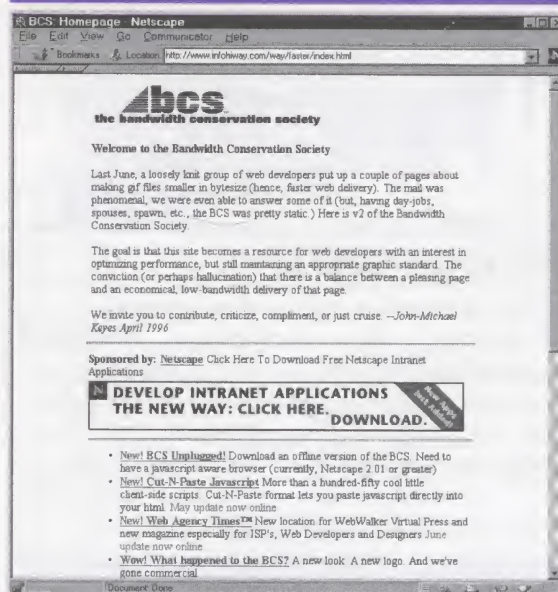 BCS: Homepage - Netscape
File Edit View Go Communicator Help
Bookmarks Location: http://www.infohiway.com/way/faster/index.html
bcs
the bandwidth conservation society
Welcome to the Bandwidth Conservation Society
Last June, a loosely knit group of web developers put up a couple of pages about
making gif files smaller in bytesize (hence, faster web delivery). The mail was
phenomenal, we were even able to answer some of it (but, having day-jobs,
spouses, spawn, etc., the BCS was pretty static.) Here is v2 of the Bandwidth
Conservation Society.
The goal is that this site becomes a resource for web developers with an interest in
optimizing performance, but still maintaining an appropriate graphic standard. The
conviction (or perhaps hallucination) that there is a balance between a pleasing page
and an economical, low-bandwidth delivery of that page.
We invite you to contribute, criticize, compliment, or just cruise. --John-Michael
Keyes April 1996
Sponsored by: Netscape Click Here To Download Free Netscape Intranet
Applications
N DEVELOP INTRANET APPLICATIONS
THE NEW WAY: CLICK HERE.
DOWNLOAD.
New Apps
Just Added!
• New! BCS Unplugged! Download an offline version of the BCS. Need to
have a javascript aware browser (currently, Netscape 2.01 or greater)
• New! Cut-N-Paste Javascript More than a hundred-fifty cool little
client-side scripts. Cut-N-Paste format lets you paste javascript directly into
your html. May update now online
• New! Web Agency Times™ New location for WebWalker Virtual Press and
new magazine especially for ISP's, Web Developers and Designers June
update now online
• Wow! What happened to the BCS? A new look. A new logo. And we've
gone commercial
Document Done